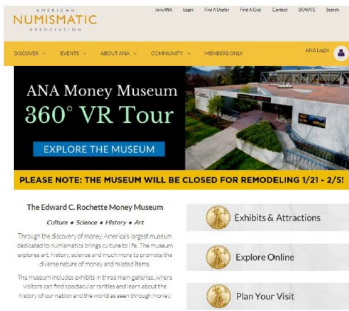 AMERICAN
NUMISMATIC
ASSOCIATION
Join ANA Login Find A Dealer Find A Club Contact DONATE Search
DISCOVER EVENTS ABOUT ANA COMMUNITY MEMBERS ONLY ANA Login
ANA Money Museum
360° VR Tour
EXPLORE THE MUSEUM
PLEASE NOTE: THE MUSEUM WILL BE CLOSED FOR REMODELING 1/21 - 2/5!
The Edward C. Rochette Money Museum
Culture • Science • History • Art
Through the discovery of money, America's largest museum
dedicated to numismatics brings culture to life. The museum
explores art, history, science and much more to promote the
diverse nature of money and related items.
The museum includes exhibits in three main galleries, where
visitors can find spectacular rarities and learn about the
history of our nation and the world as seen through money.
Exhibits & Attractions
Explore Online
Plan Your Visit